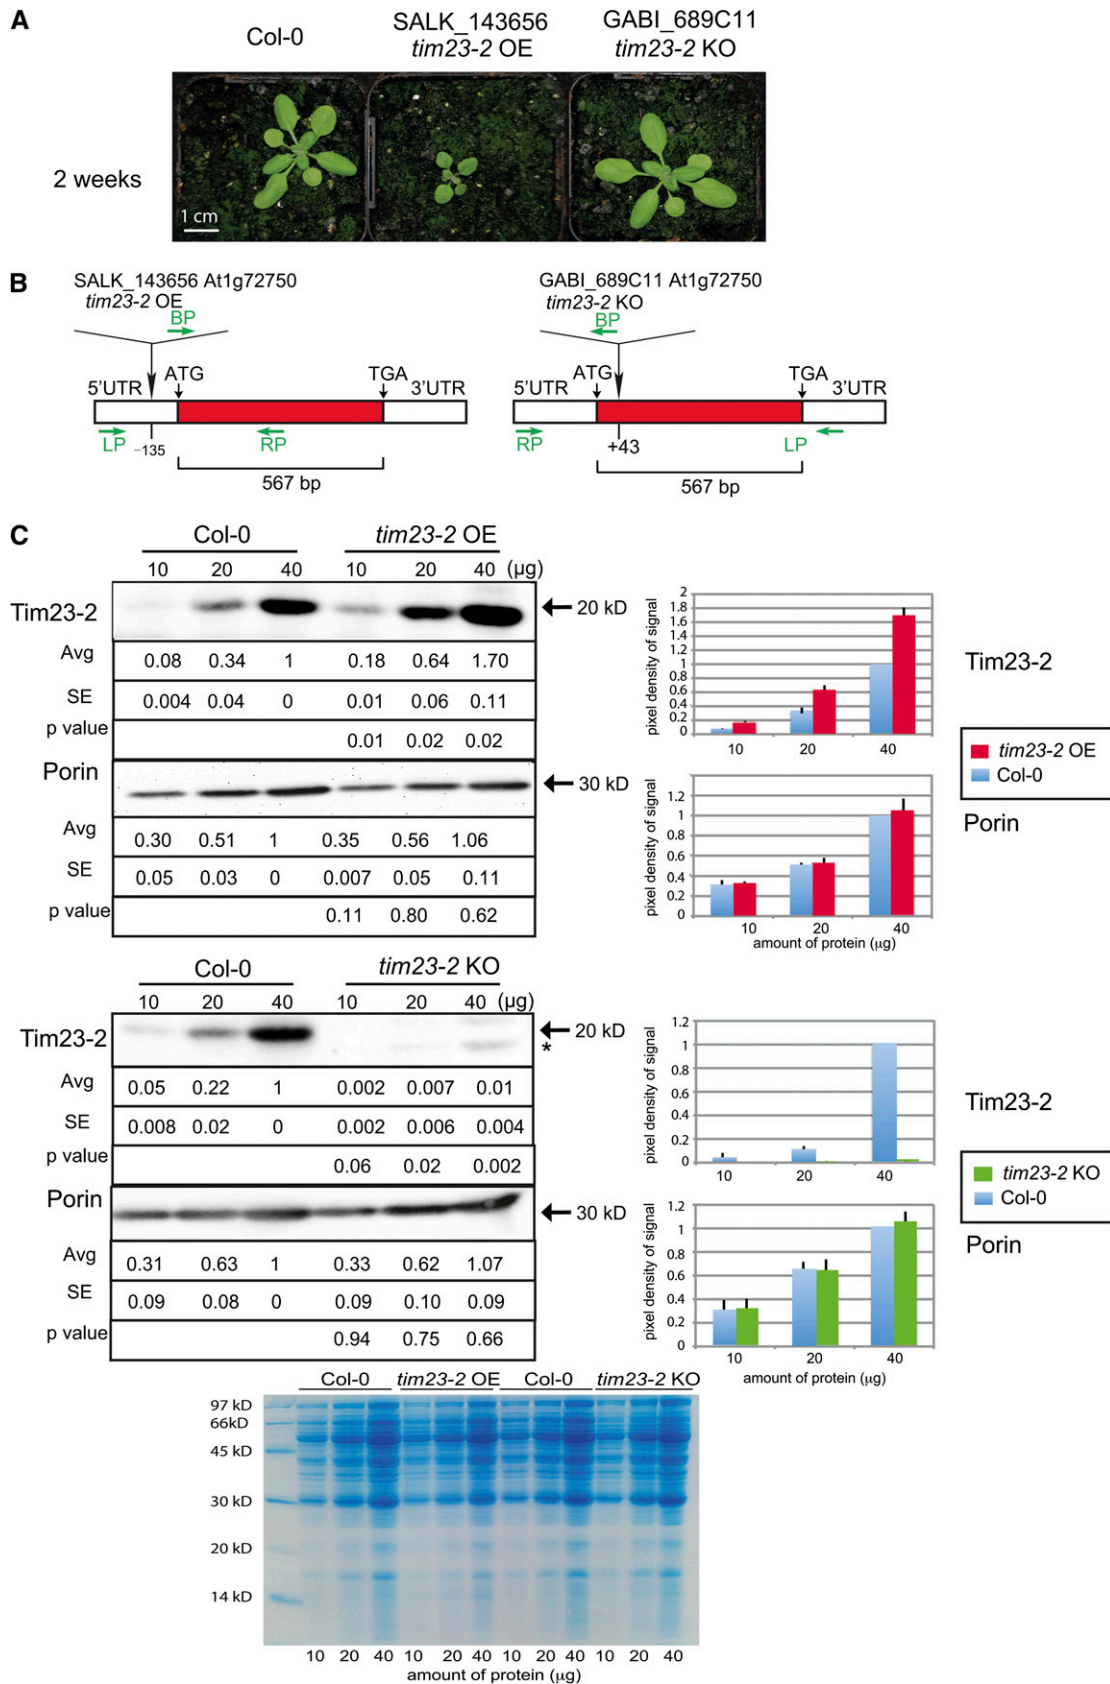 A
Col-0
SALK_143656
tim23-2 OE
GABI_689C11
tim23-2 KO
2 weeks
1 cm
B
SALK_143656 At1g72750
tim23-2 OE
BP
5'UTR
ATG
TGA
3'UTR
LP
-135
RP
567 bp
GABI_689C11 At1g72750
tim23-2 KO
BP
5'UTR
ATG
TGA
3'UTR
RP
+43
LP
567 bp
C
Col-0 tim23-2 OE
10 20 40 10 20 40 (µg)
Tim23-2
20 kD
Avg 0.08 0.34 1 0.18 0.64 1.70
SE 0.004 0.04 0 0.01 0.06 0.11
p value 0.01 0.02 0.02
Porin
30 kD
Avg 0.30 0.51 1 0.35 0.56 1.06
SE 0.05 0.03 0 0.007 0.05 0.11
p value 0.11 0.80 0.62
pixel density of signal
2
1.8
1.6
1.4
1.2
1
0.8
0.6
0.4
0.2
0
10 20 40
Tim23-2
tim23-2 OE
Col-0
Porin
pixel density of signal
1.2
1
0.8
0.6
0.4
0.2
0
10 20 40
amount of protein (µg)
Col-0 tim23-2 KO
10 20 40 10 20 40 (µg)
Tim23-2
20 kD
*
Avg 0.05 0.22 1 0.002 0.007 0.01
SE 0.008 0.02 0 0.002 0.006 0.004
p value 0.06 0.02 0.002
Porin
30 kD
Avg 0.31 0.63 1 0.33 0.62 1.07
SE 0.09 0.08 0 0.09 0.10 0.09
p value 0.94 0.75 0.66
pixel density of signal
1.2
1
0.8
0.6
0.4
0.2
0
10 20 40
Tim23-2
tim23-2 KO
Col-0
Porin
pixel density of signal
1.2
1
0.8
0.6
0.4
0.2
0
10 20 40
amount of protein (µg)
Col-0 tim23-2 OE Col-0 tim23-2 KO
97 kD
66kD
45 kD
30 kD
20 kD
14 kD
10 20 40 10 20 40 10 20 40 10 20 40
amount of protein (µg)